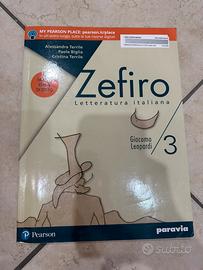 MY PEARSON PLACE: pearson.it/place
Alessandra Terrile
Paola Biglia
Cristina Terrile
Zefiro
Letteratura italiana
Giacomo
Leopardi
3
Pearson
paravia
subito